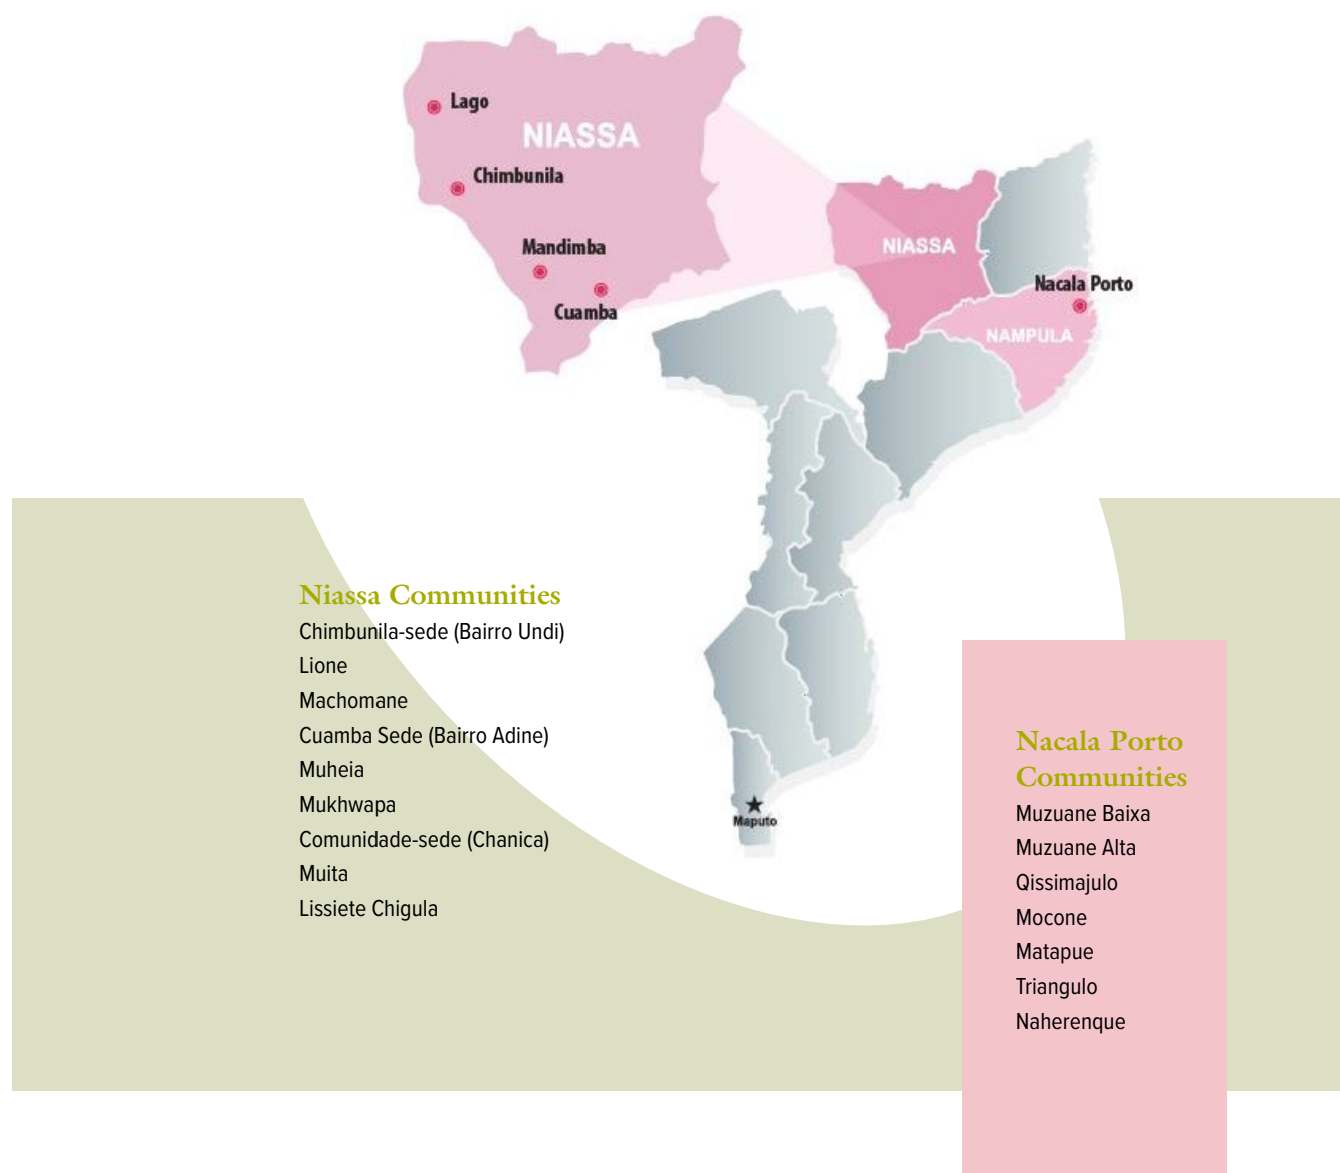 Lago
NIASSA
Chimbunila
Mandimba
Cuamba
NIASSA
Nacala Porto
NAMPULA
Maputo
Niassa Communities
Chimbunila-sede (Bairro Undi)
Lione
Machomane
Cuamba Sede (Bairro Adine)
Muheia
Mukhwapa
Comunidade-sede (Chanica)
Muita
Lissiete Chigula
Nacala Porto
Communities
Muzuane Baixa
Muzuane Alta
Qissimajulo
Mocone
Matapue
Triangulo
Naherenque